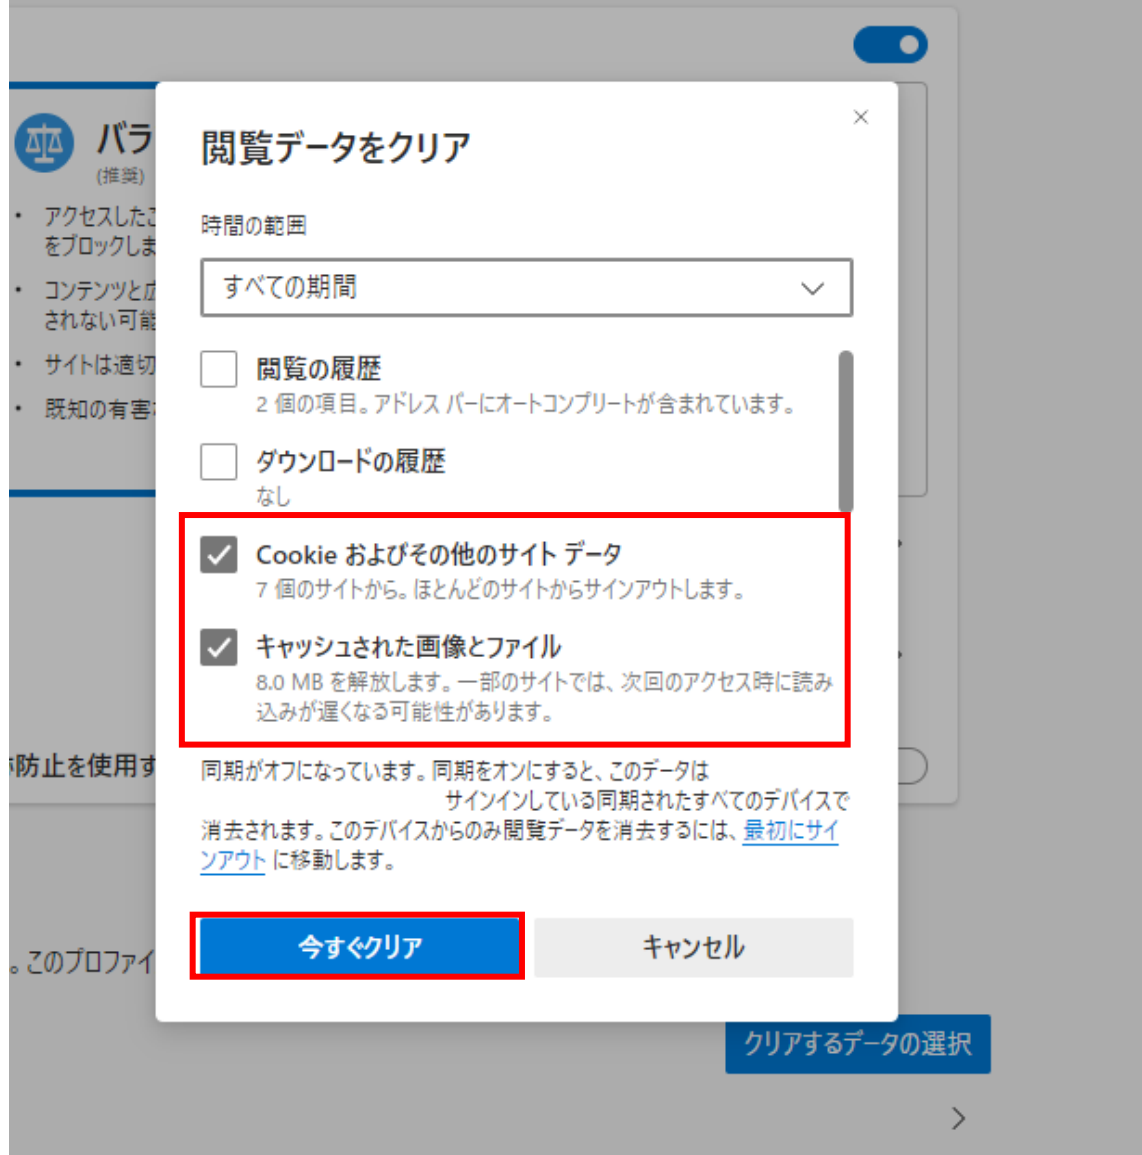 バラ
(推奨)
アクセスしたこ
をブロックしま
コンテンツと広
されない可能
サイトは適切
既知の有害
閲覧データをクリア
時間の範囲
すべての期間
閲覧の履歴
2 個の項目。アドレス バーにオートコンプリートが含まれています。
ダウンロードの履歴
なし
Cookie およびその他のサイト データ
7 個のサイトから。ほとんどのサイトからサインアウトします。
キャッシュされた画像とファイル
8.0 MB を解放します。一部のサイトでは、次回のアクセス時に読み
込みが遅くなる可能性があります。
防止を使用す
同期がオフになっています。同期をオンにすると、このデータは
サインインしている同期されたすべてのデバイスで
消去されます。このデバイスからのみ閲覧データを消去するには、最初にサイ
ンアウト に移動します。
今すぐクリア
キャンセル
。このプロファイ
クリアするデータの選択